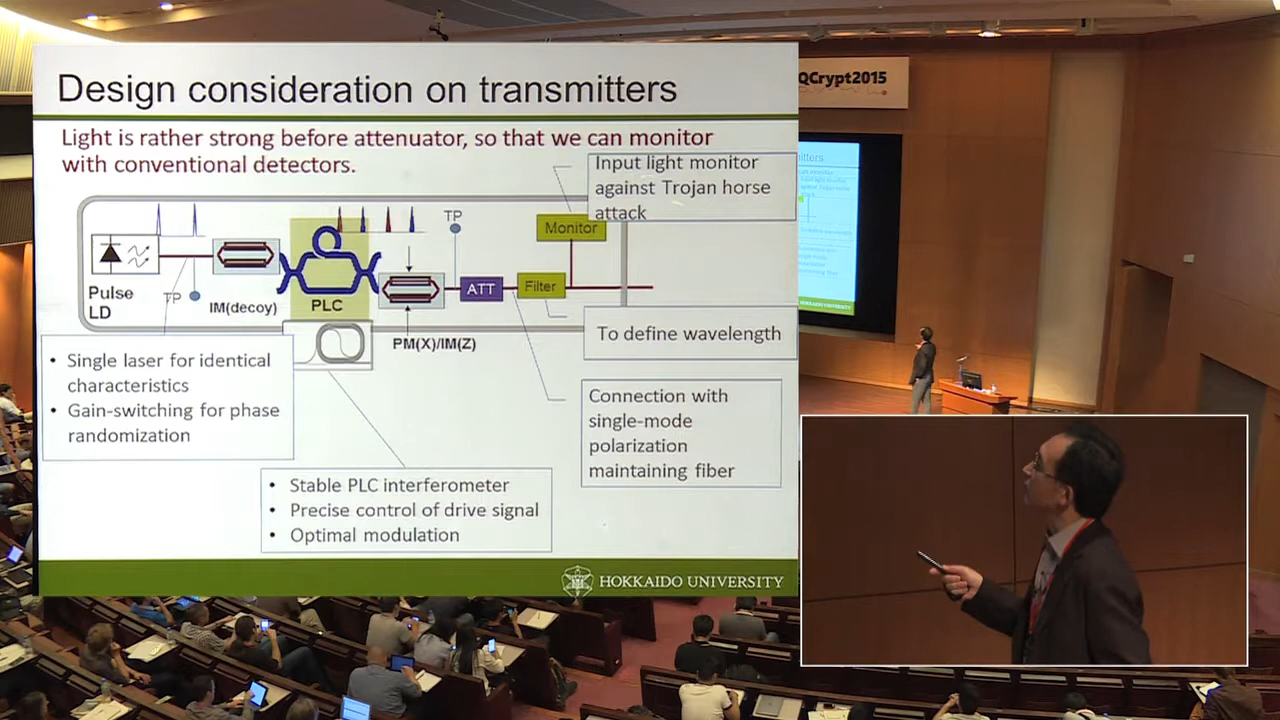 Design consideration on transmitters
QCrypt2015
Light is rather strong before attenuator, so that we can monitor
with conventional detectors.
Input light monitor
against Trojan horse
attack
TP
Monitor
Pulse
LD
TP
IM(decoy)
PLC
ATT
Filter
PM(X)/IM(Z)
To define wavelength
• Single laser for identical
characteristics
• Gain-switching for phase
randomization
Connection with
single-mode
polarization
maintaining fiber
• Stable PLC interferometer
• Precise control of drive signal
• Optimal modulation
HOKKAIDO UNIVERSITY